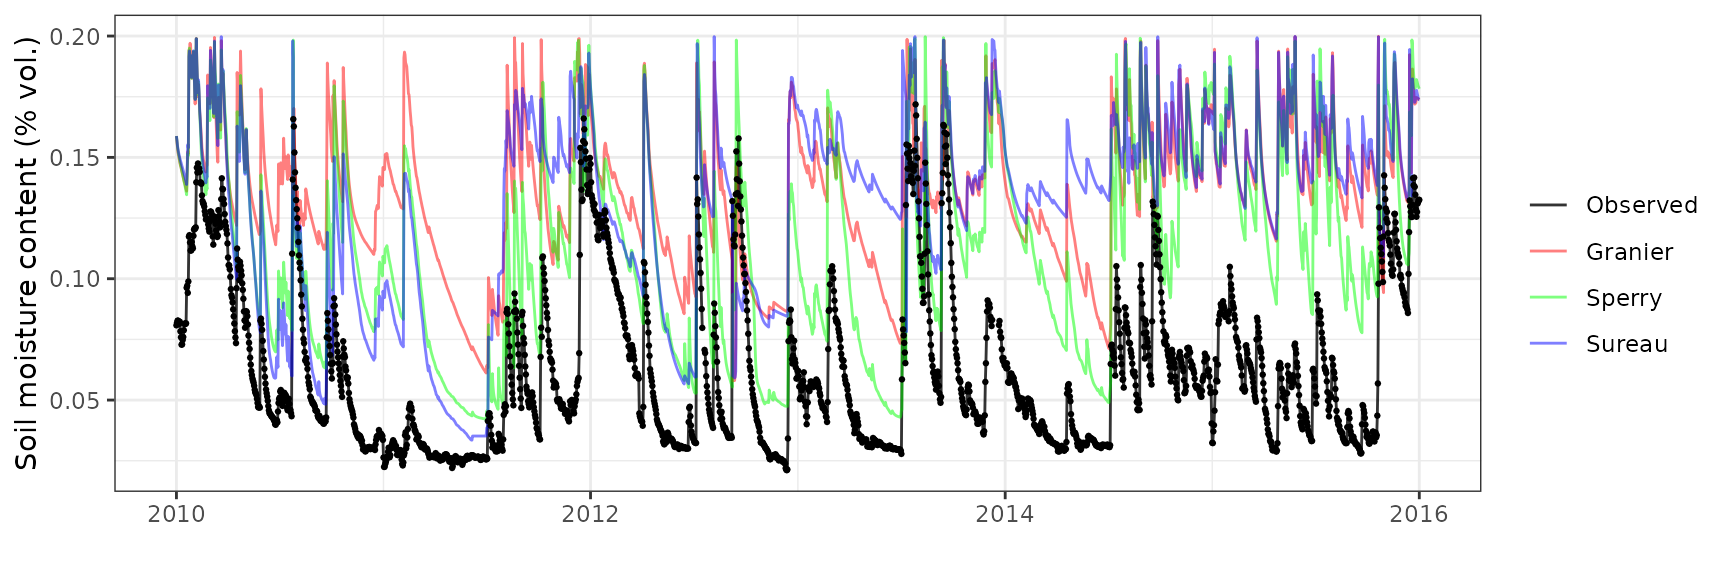 Soil moisture content (% vol.)
0.20
0.15
0.10
0.05
2010
2012
2014
2016
Observed
Granier
Sperry
Sureau